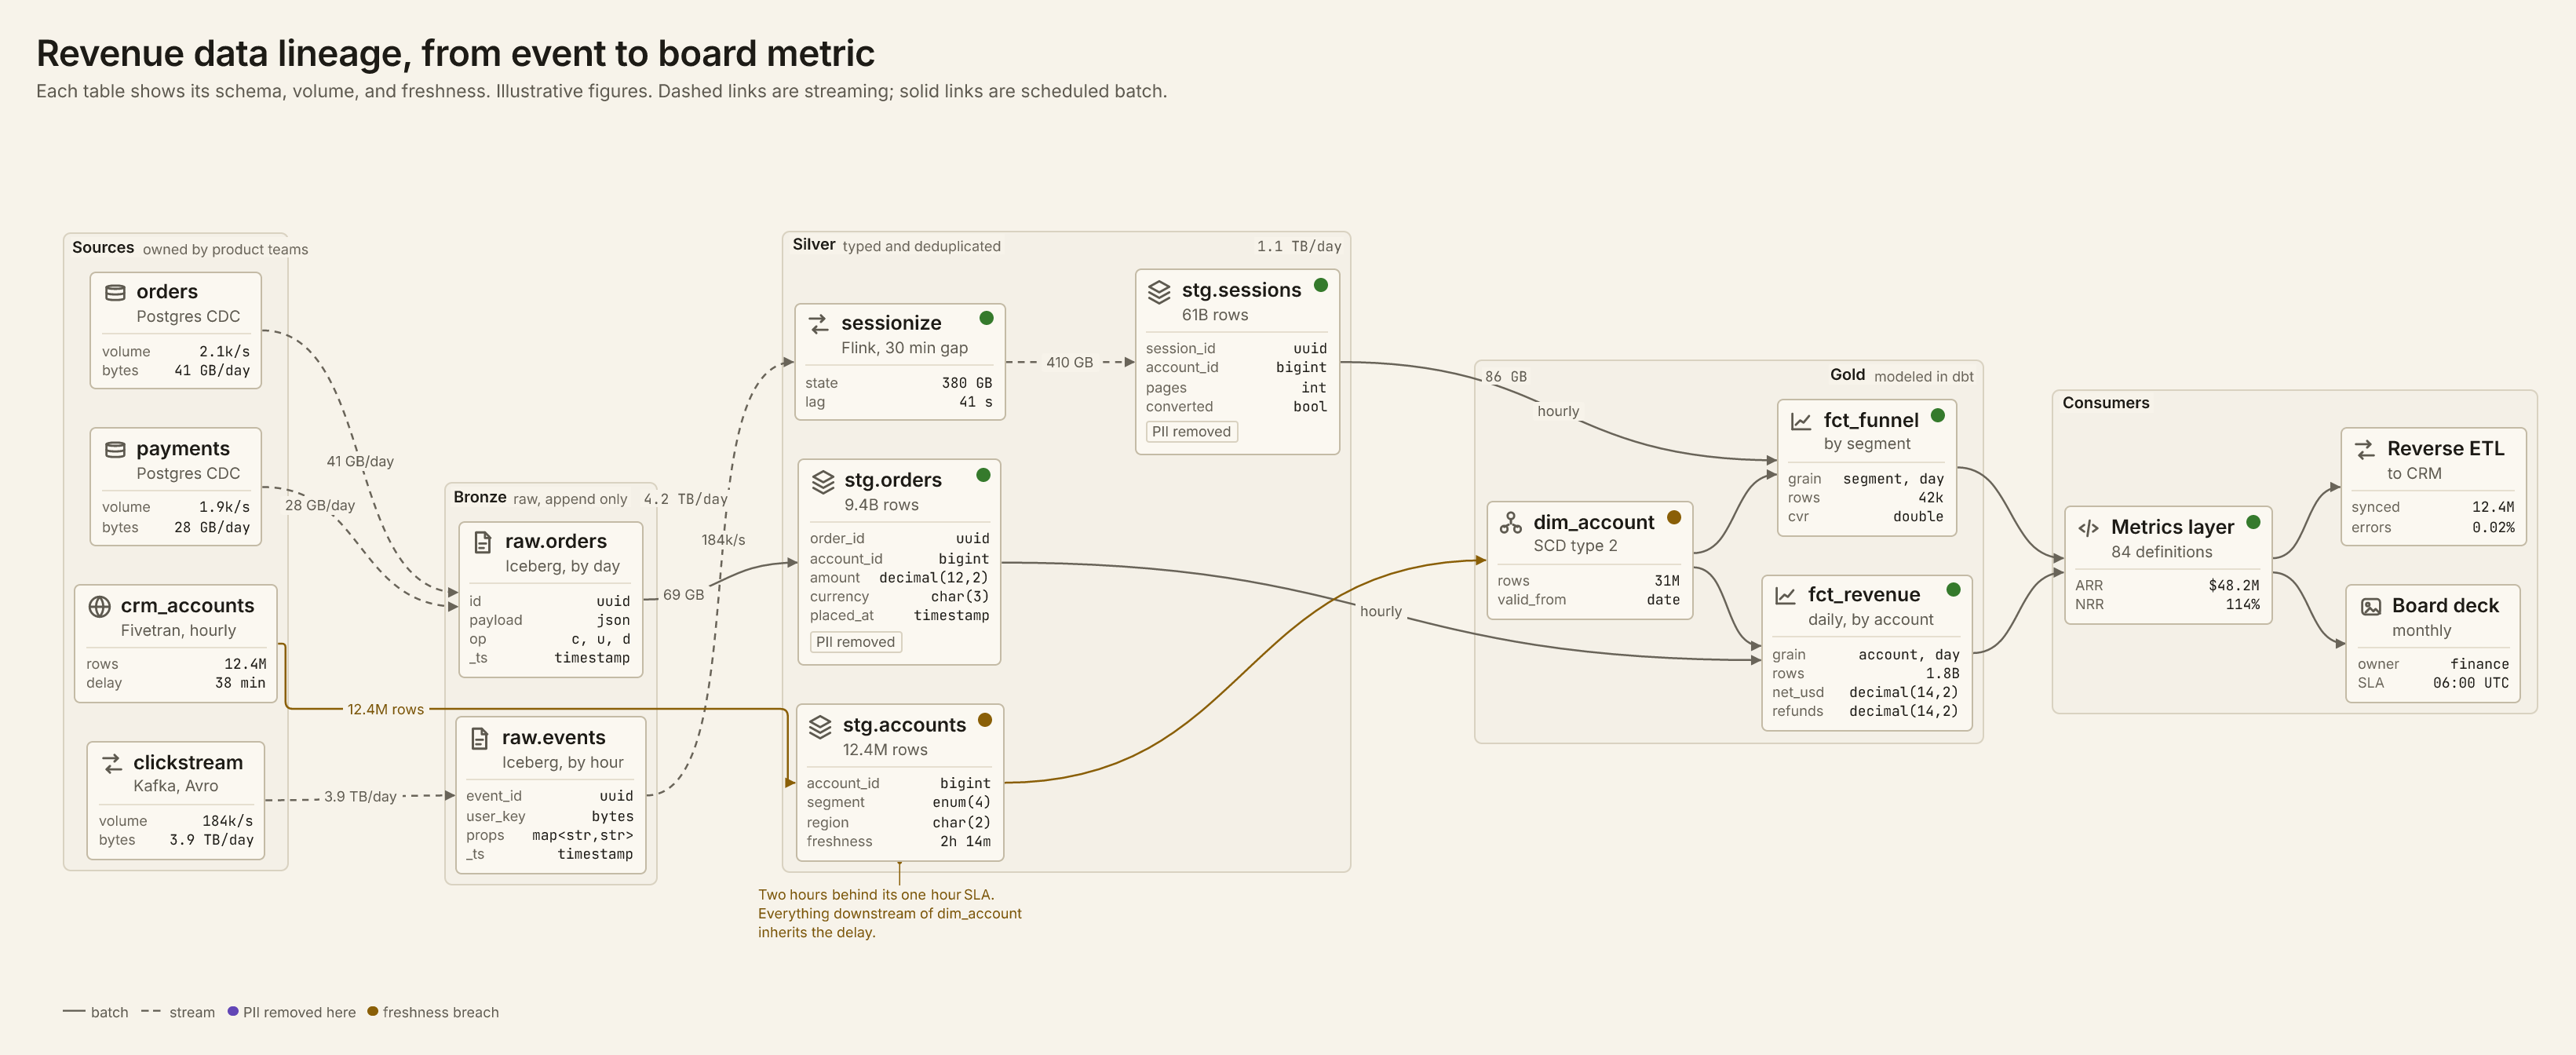 Revenue data lineage, from event to board metric
Each table shows its schema, volume, and freshness. Illustrative figures. Dashed links are streaming; solid links are scheduled batch.
Sources owned by product teams
orders
Postgres CDC
volume 2.1k/s
bytes 41 GB/day
payments
Postgres CDC
volume 1.9k/s
bytes 28 GB/day
crm_accounts
Fivetran, hourly
rows 12.4M
delay 38 min
clickstream
Kafka, Avro
volume 184k/s
bytes 3.9 TB/day
41 GB/day
28 GB/day
12.4M rows
3.9 TB/day
Bronze raw, append only 4.2 TB/day
raw.orders
Iceberg, by day
id uuid
payload json
op c, u, d
_ts timestamp
raw.events
Iceberg, by hour
event_id uuid
user_key bytes
props map<str,str>
_ts timestamp
184k/s
69 GB
Silver typed and deduplicated 1.1 TB/day
sessionize
Flink, 30 min gap
state 380 GB
lag 41 s
410 GB
stg.sessions
61B rows
session_id uuid
account_id bigint
pages int
converted bool
PII removed
stg.orders
9.4B rows
order_id uuid
account_id bigint
amount decimal(12,2)
currency char(3)
placed_at timestamp
PII removed
stg.accounts
12.4M rows
account_id bigint
segment enum(4)
region char(2)
freshness 2h 14m
Two hours behind its one hour SLA.
Everything downstream of dim_account
inherits the delay.
hourly
hourly
86 GB
Gold modeled in dbt
dim_account
SCD type 2
rows 31M
valid_from date
fct_funnel
by segment
grain segment, day
rows 42k
cvr double
fct_revenue
daily, by account
grain account, day
rows 1.8B
net_usd decimal(14,2)
refunds decimal(14,2)
Consumers
Metrics layer
84 definitions
ARR $48.2M
NRR 114%
Reverse ETL
to CRM
synced 12.4M
errors 0.02%
Board deck
monthly
owner finance
SLA 06:00 UTC
batch stream PII removed here freshness breach